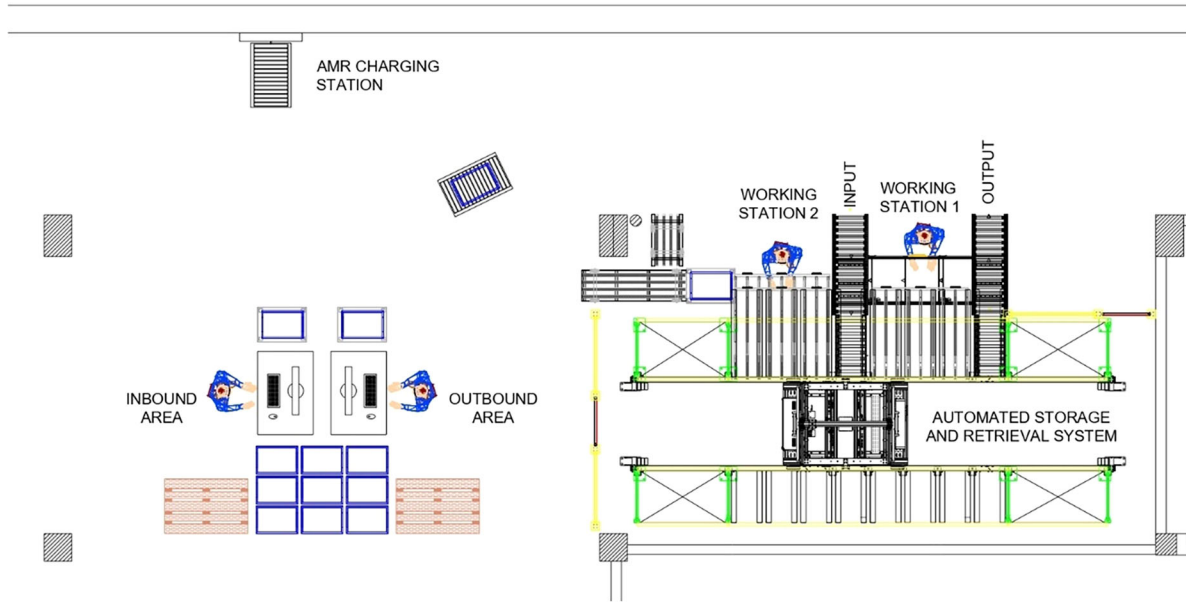 AMR CHARGING
STATION
WORKING
STATION 2
INPUT
WORKING
STATION 1
OUTPUT
INBOUND
AREA
OUTBOUND
AREA
AUTOMATED STORAGE
AND RETRIEVAL SYSTEM